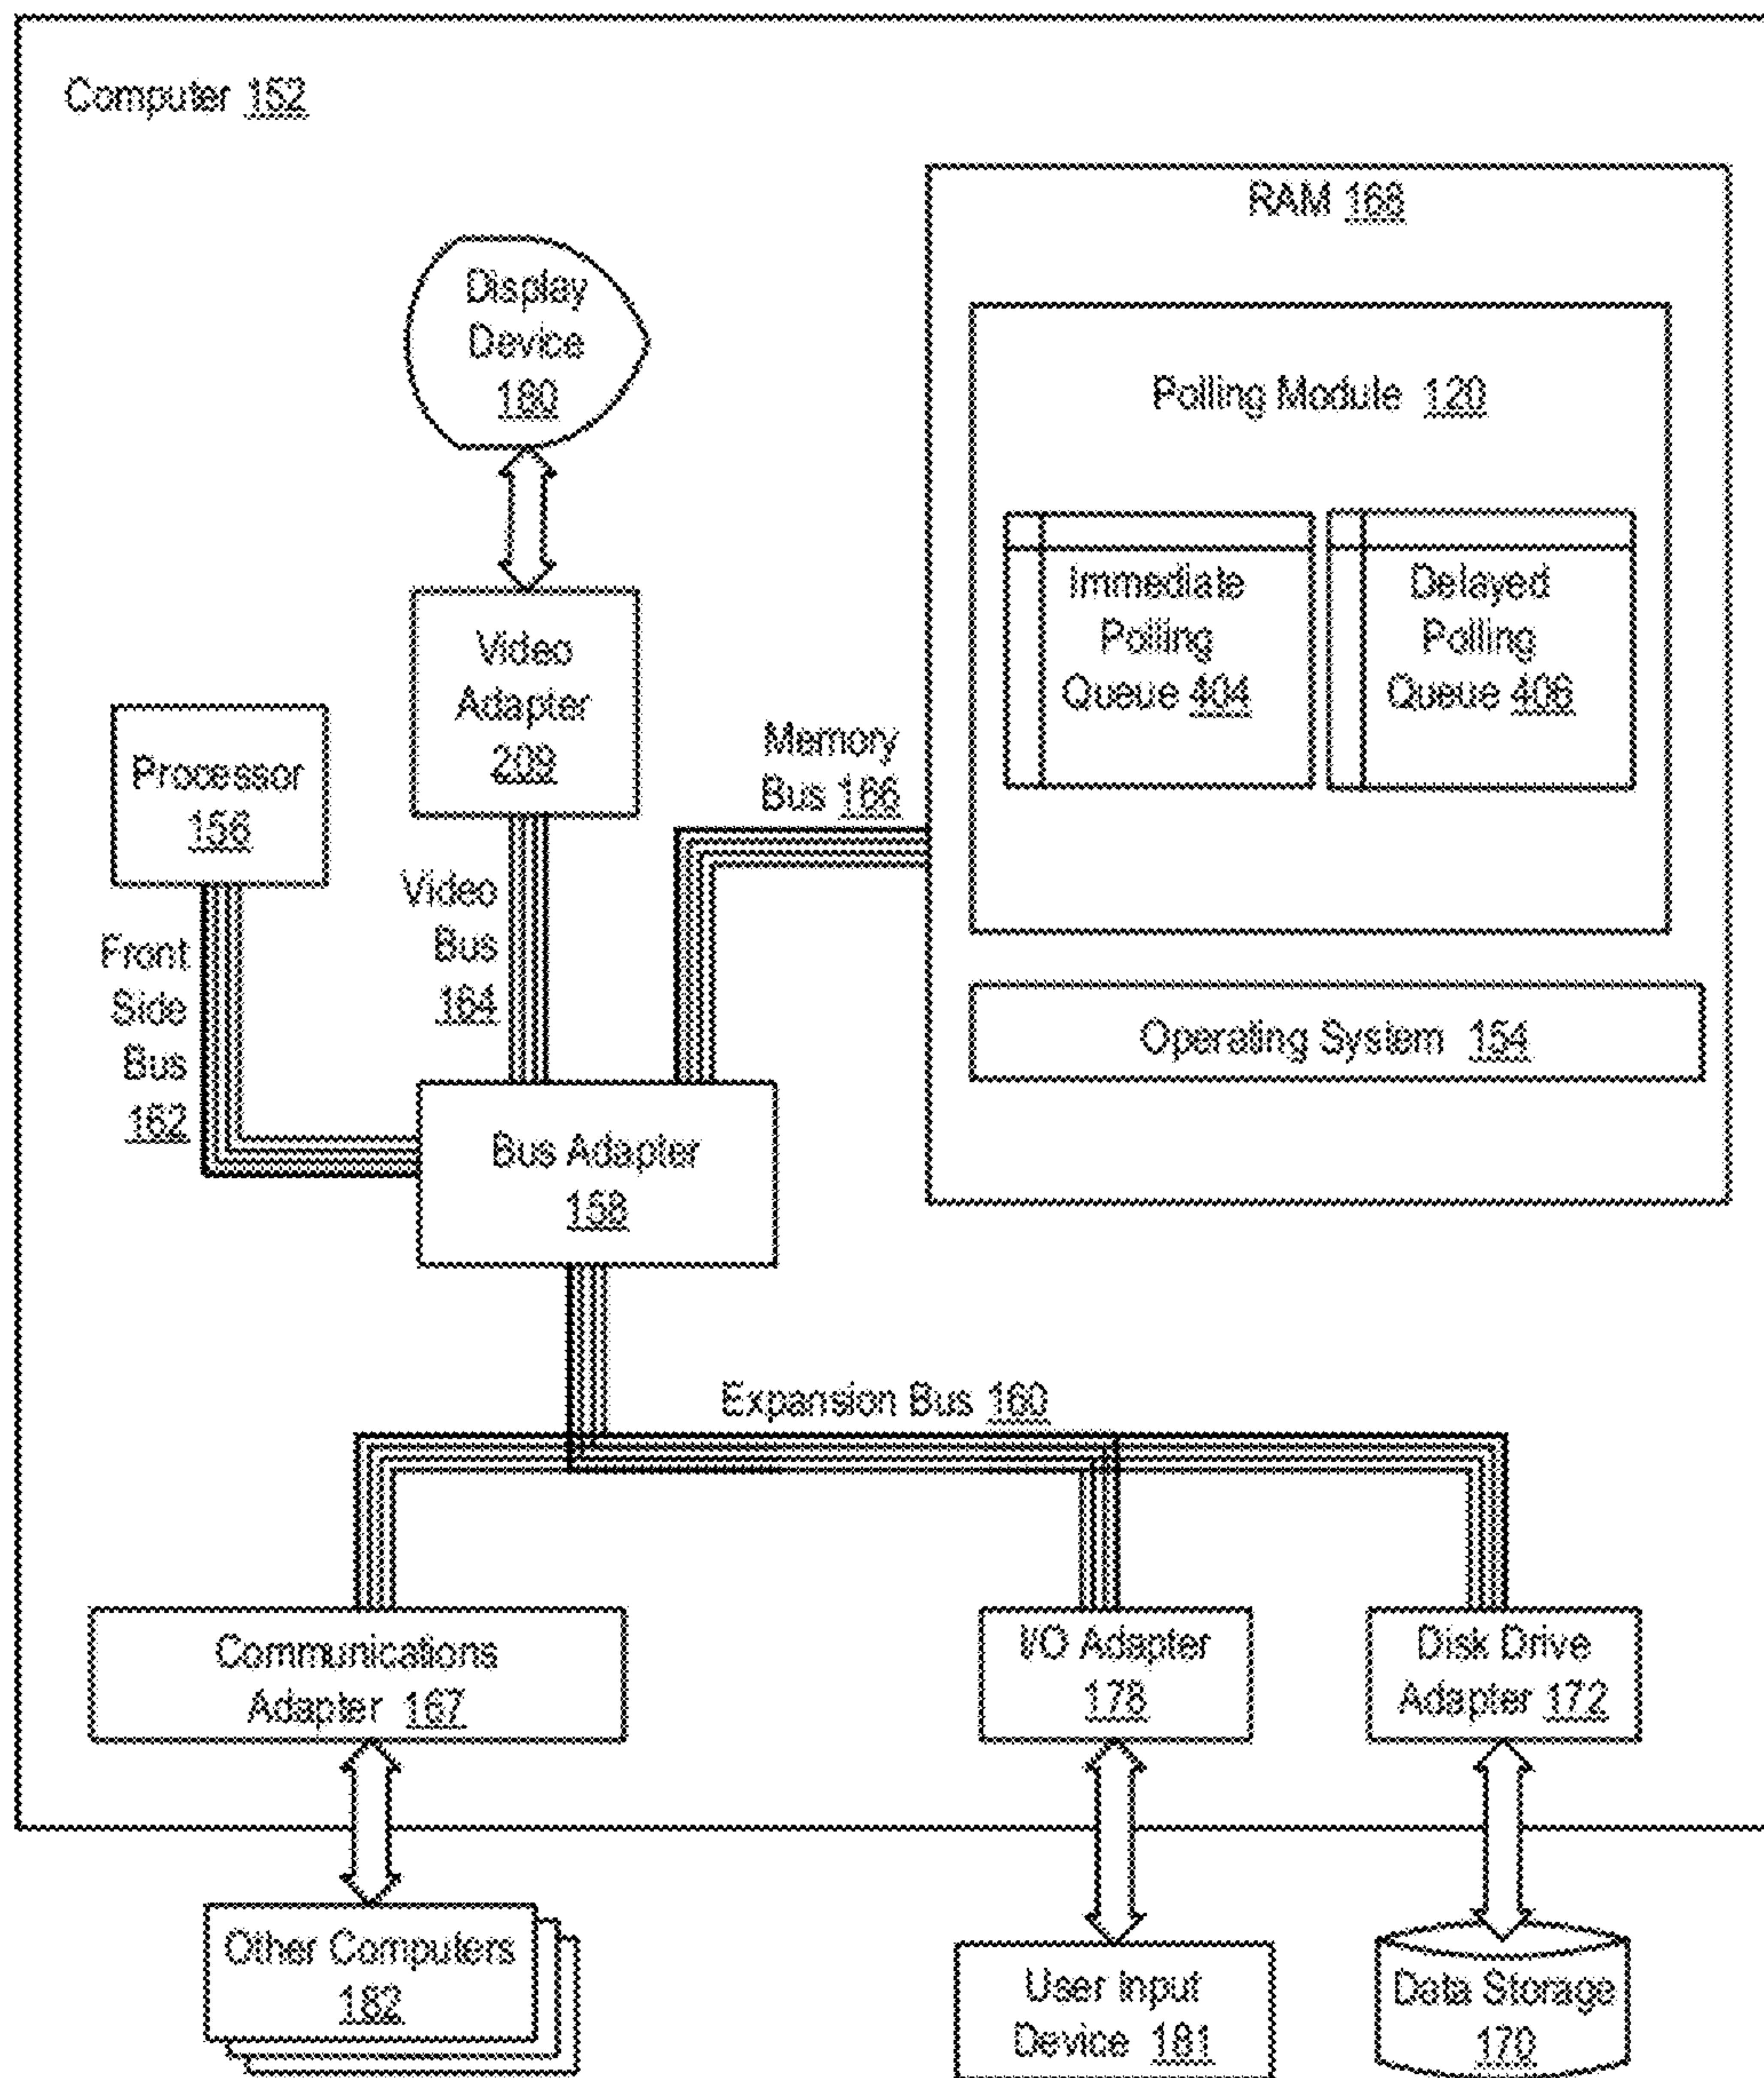 Computer 152
RAM 168
Display
Device
180
Polling Module 120
Immediate
Polling
Queue 404
Delayed
Polling
Queue 406
Video
Adapter
209
Processor
156
Memory
Bus 166
Video
Bus
164
Front
Side
Bus
162
Operating System 154
Bus Adapter
158
Expansion Bus 160
Communications
Adapter 167
I/O Adapter
178
Disk Drive
Adapter 172
Other Computers
182
User Input
Device 181
Data Storage
170